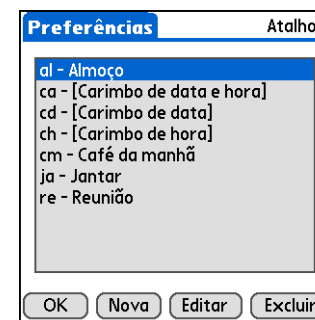 Preferências Atalho
al - Almoço
ca - [Carimbo de data e hora]
cd - [Carimbo de data]
ch - [Carimbo de hora]
cm - Café da manhã
ja - Jantar
re - Reunião
OK Nova Editar Excluir